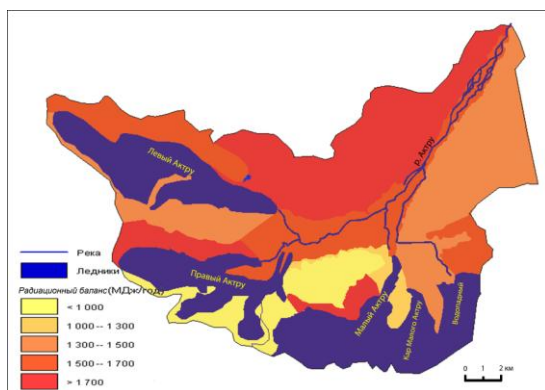 р. Актру
Левый Актру
Правый Актру
Малый Актру
Кар Малого Актру
Водопадный
Река
Ледники
Радиационый баланс(МДж/год)
< 1 000
1 000 -- 1 300
1 300 -- 1 500
1 500 -- 1 700
> 1 700
0 1 2 км